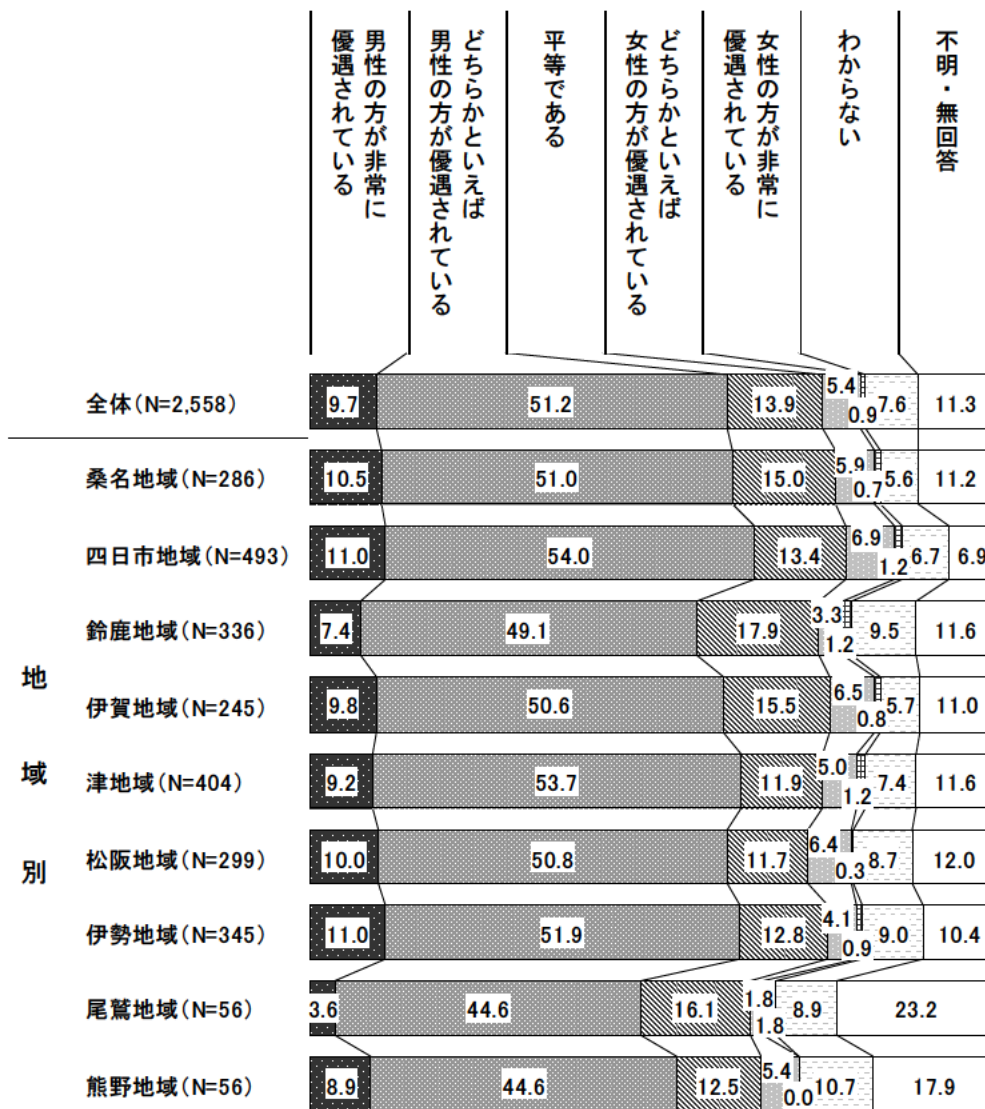 男性の方が非常に
優遇されている
どちらかといえば
男性の方が優遇されている
平等である
どちらかといえば
女性の方が優遇されている
女性の方が非常に
優遇されている
わからない
不明・無回答
全体(N=2,558)
9.7 51.2 13.9 5.4 0.9 7.6 11.3
地域別
桑名地域(N=286)
10.5 51.0 15.0 5.9 0.7 5.6 11.2
四日市地域(N=493)
11.0 54.0 13.4 6.9 1.2 6.7 6.9
鈴鹿地域(N=336)
7.4 49.1 17.9 3.3 1.2 9.5 11.6
伊賀地域(N=245)
9.8 50.6 15.5 6.5 0.8 5.7 11.0
津地域(N=404)
9.2 53.7 11.9 5.0 1.2 7.4 11.6
松阪地域(N=299)
10.0 50.8 11.7 6.4 0.3 8.7 12.0
伊勢地域(N=345)
11.0 51.9 12.8 4.1 0.9 9.0 10.4
尾鷲地域(N=56)
3.6 44.6 16.1 1.8 1.8 8.9 23.2
熊野地域(N=56)
8.9 44.6 12.5 5.4 0.0 10.7 17.9